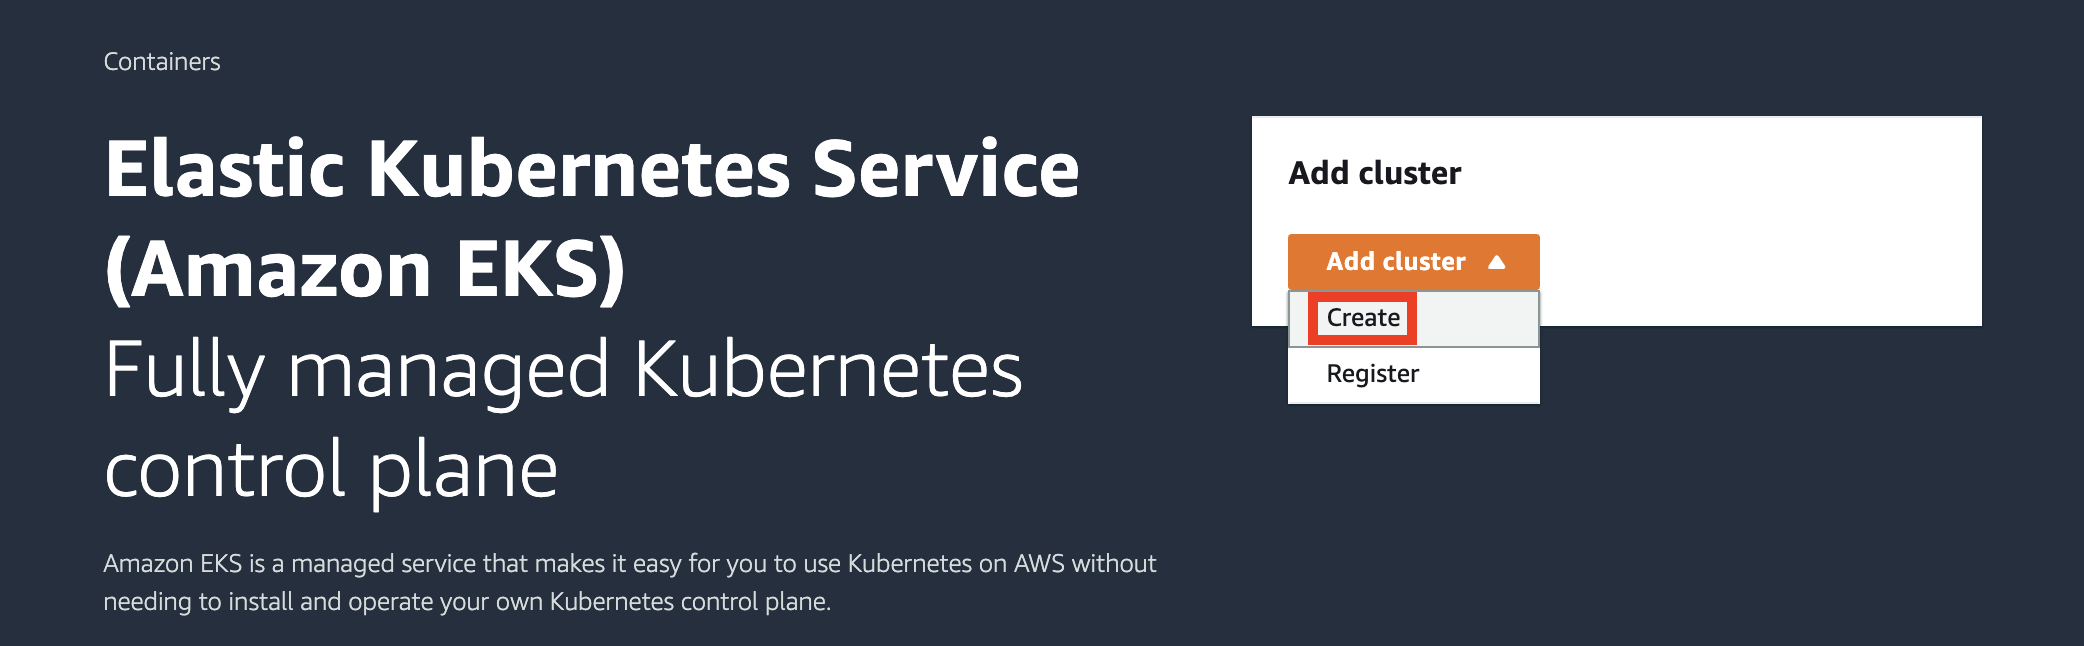 Containers
Elastic Kubernetes Service
(Amazon EKS)
Fully managed Kubernetes
control plane
Amazon EKS is a managed service that makes it easy for you to use Kubernetes on AWS without
needing to install and operate your own Kubernetes control plane.
Add cluster
Add cluster
Create
Register